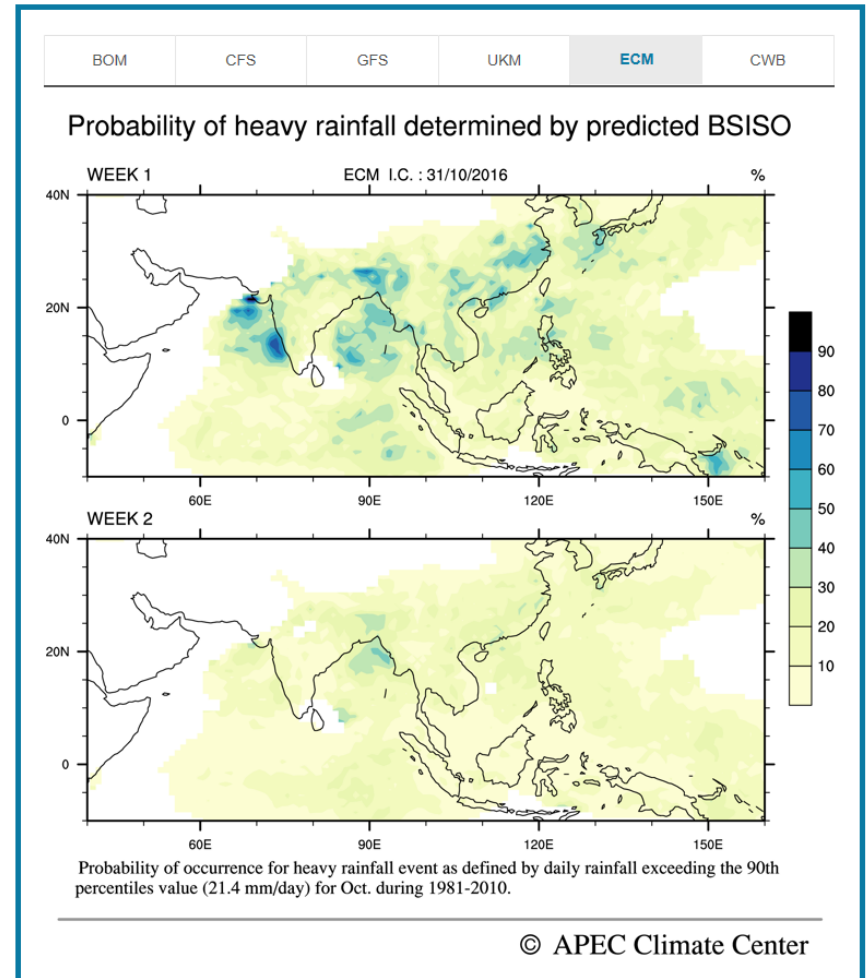 BOM CFS GFS UKM ECM CWB
Probability of heavy rainfall determined by predicted BSISO
WEEK 1 ECM I.C. : 31/10/2016 %
40N
20N
0
60E 90E 120E 150E
WEEK 2 %
40N
20N
0
60E 90E 120E 150E
90
80
70
60
50
40
30
20
10
Probability of occurrence for heavy rainfall event as defined by daily rainfall exceeding the 90th
percentiles value (21.4 mm/day) for Oct. during 1981-2010.
© APEC Climate Center